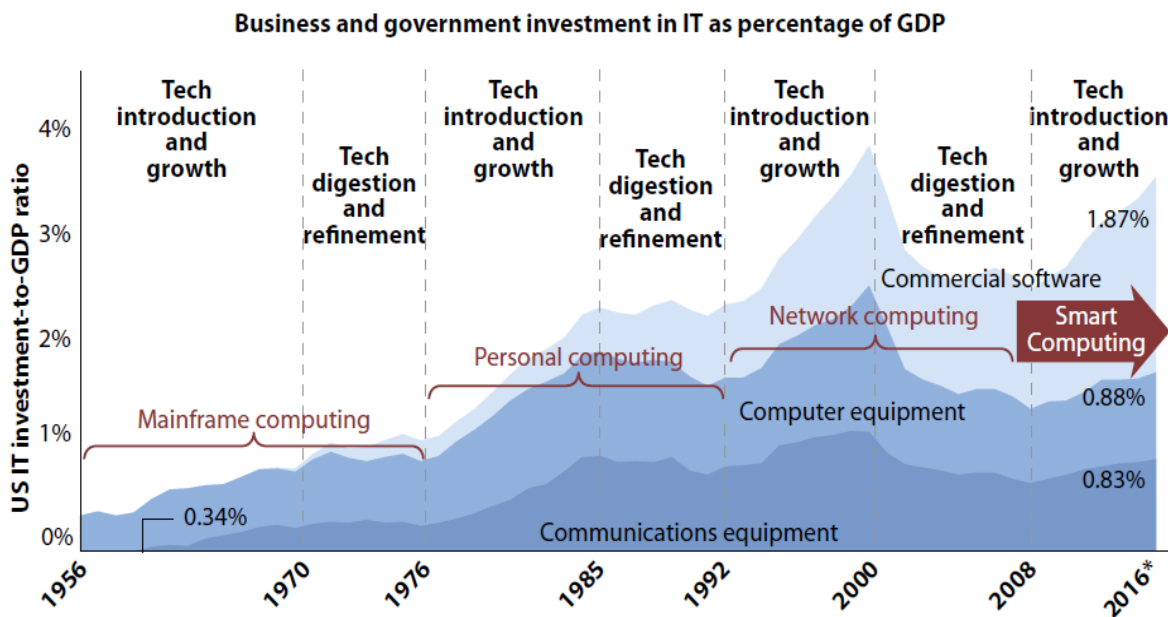 Business and government investment in IT as percentage of GDP
US IT investment-to-GDP ratio
4%
3%
2%
1%
0%
Tech
introduction
and
growth
Tech
digestion
and
refinement
Tech
introduction
and
growth
Tech
digestion
and
refinement
Tech
introduction
and
growth
Tech
digestion and
refinement
Tech
introduction
and
growth
1.87%
Commercial software
Network computing
Smart
Computing
Personal computing
0.88%
Computer equipment
Mainframe computing
0.83%
0.34%
Communications equipment
1956
1970
1976
1985
1992
2000
2008
2016*